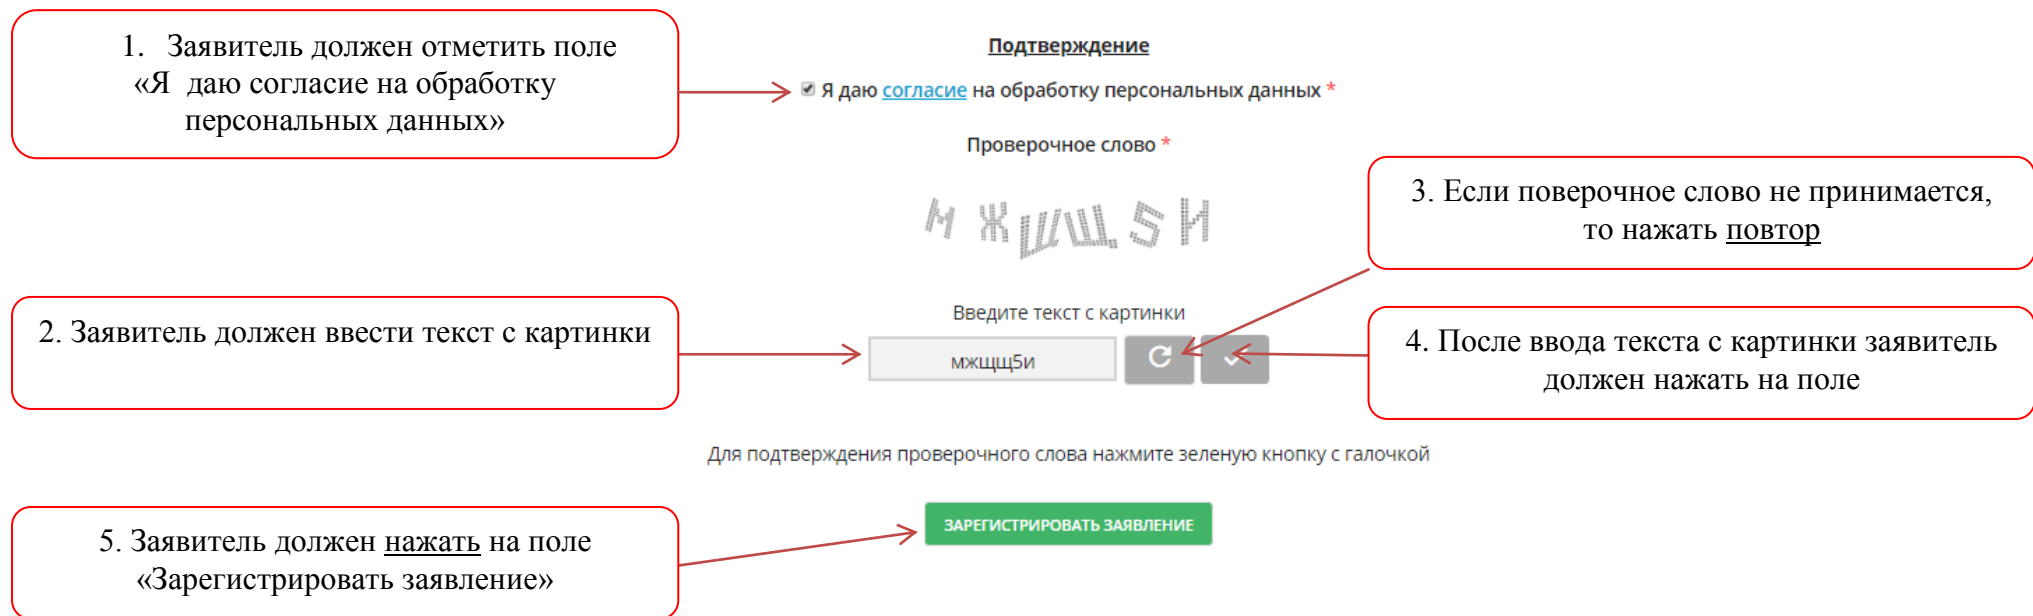 1. Заявитель должен отметить поле
«Я даю согласие на обработку
персональных данных»
Подтверждение
Я даю согласие на обработку персональных данных *
Проверочное слово *
М Ж Ш Щ 5 И
3. Если поверочное слово не принимается,
то нажать повтор
2. Заявитель должен ввести текст с картинки
Введите текст с картинки
мжщщ5и
4. После ввода текста с картинки заявитель
должен нажать на поле
Для подтверждения проверочного слова нажмите зеленую кнопку с галочкой
5. Заявитель должен нажать на поле
«Зарегистрировать заявление»
ЗАРЕГИСТРИРОВАТЬ ЗАЯВЛЕНИЕ